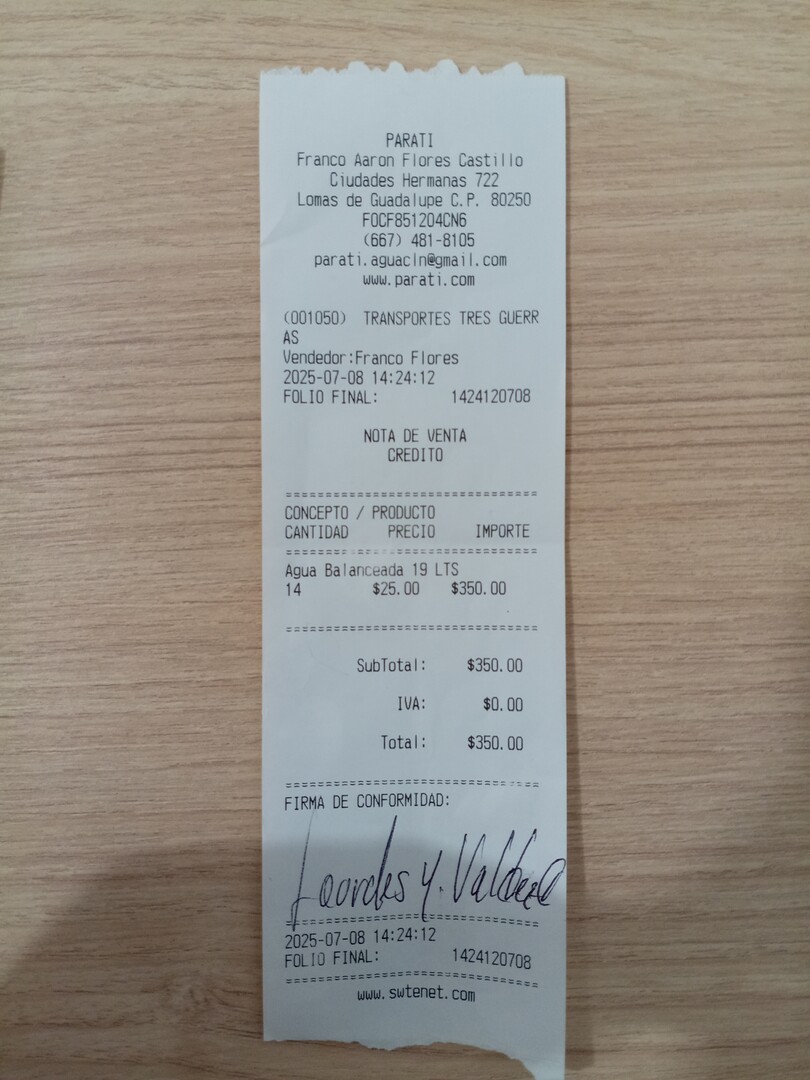 PARATI
Franco Aaron Flores Castillo
Ciudades Hermanas 722
Lomas de Guadalupe C.P. 80250
FOCF851204CN6
(667) 481-8105
parati.aguacln@gmail.com
www.parati.com
(001050) TRANSPORTES TRES GUERR
AS
Vendedor:Franco Flores
2025-07-08 14:24:12
FOLIO FINAL: 1424120708
NOTA DE VENTA
CREDITO
================================
CONCEPTO / PRODUCTO
CANTIDAD PRECIO IMPORTE
================================
Agua Balanceada 19 LTS
14 $25.00 $350.00
================================
SubTotal: $350.00
IVA: $0.00
Total: $350.00
================================
FIRMA DE CONFORMIDAD:
Lourdes Y.
================================
2025-07-08 14:24:12
FOLIO FINAL: 1424120708
================================
www.swtenet.com